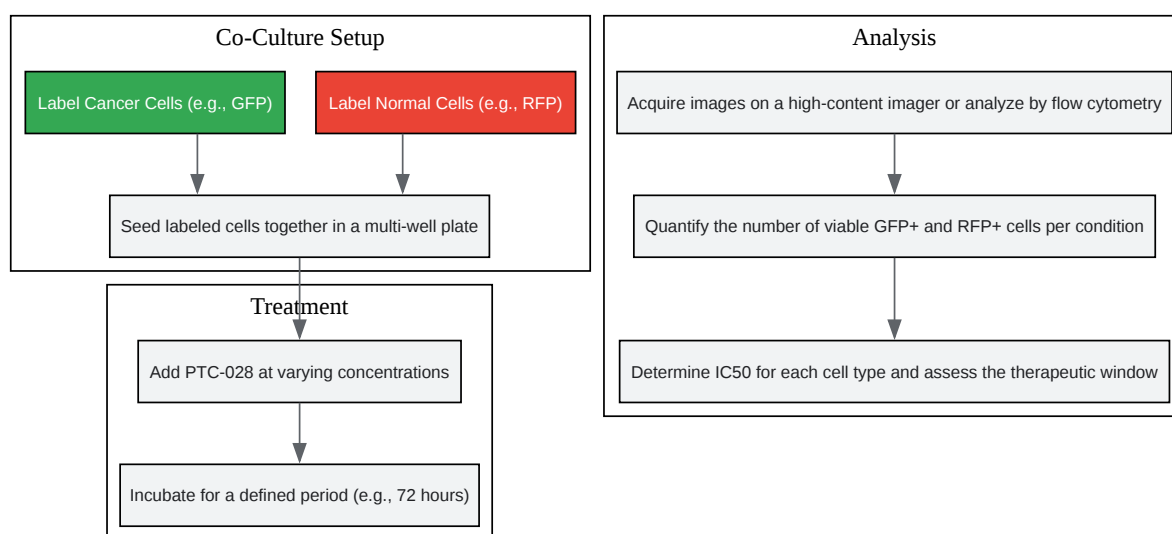 Co-Culture Setup
Label Cancer Cells (e.g., GFP)
Label Normal Cells (e.g., RFP)
Seed labeled cells together in a multi-well plate
Treatment
Add PTC-028 at varying concentrations
Incubate for a defined period (e.g., 72 hours)
Analysis
Acquire images on a high-content imager or analyze by flow cytometry
Quantify the number of viable GFP+ and RFP+ cells per condition
Determine IC50 for each cell type and assess the therapeutic window